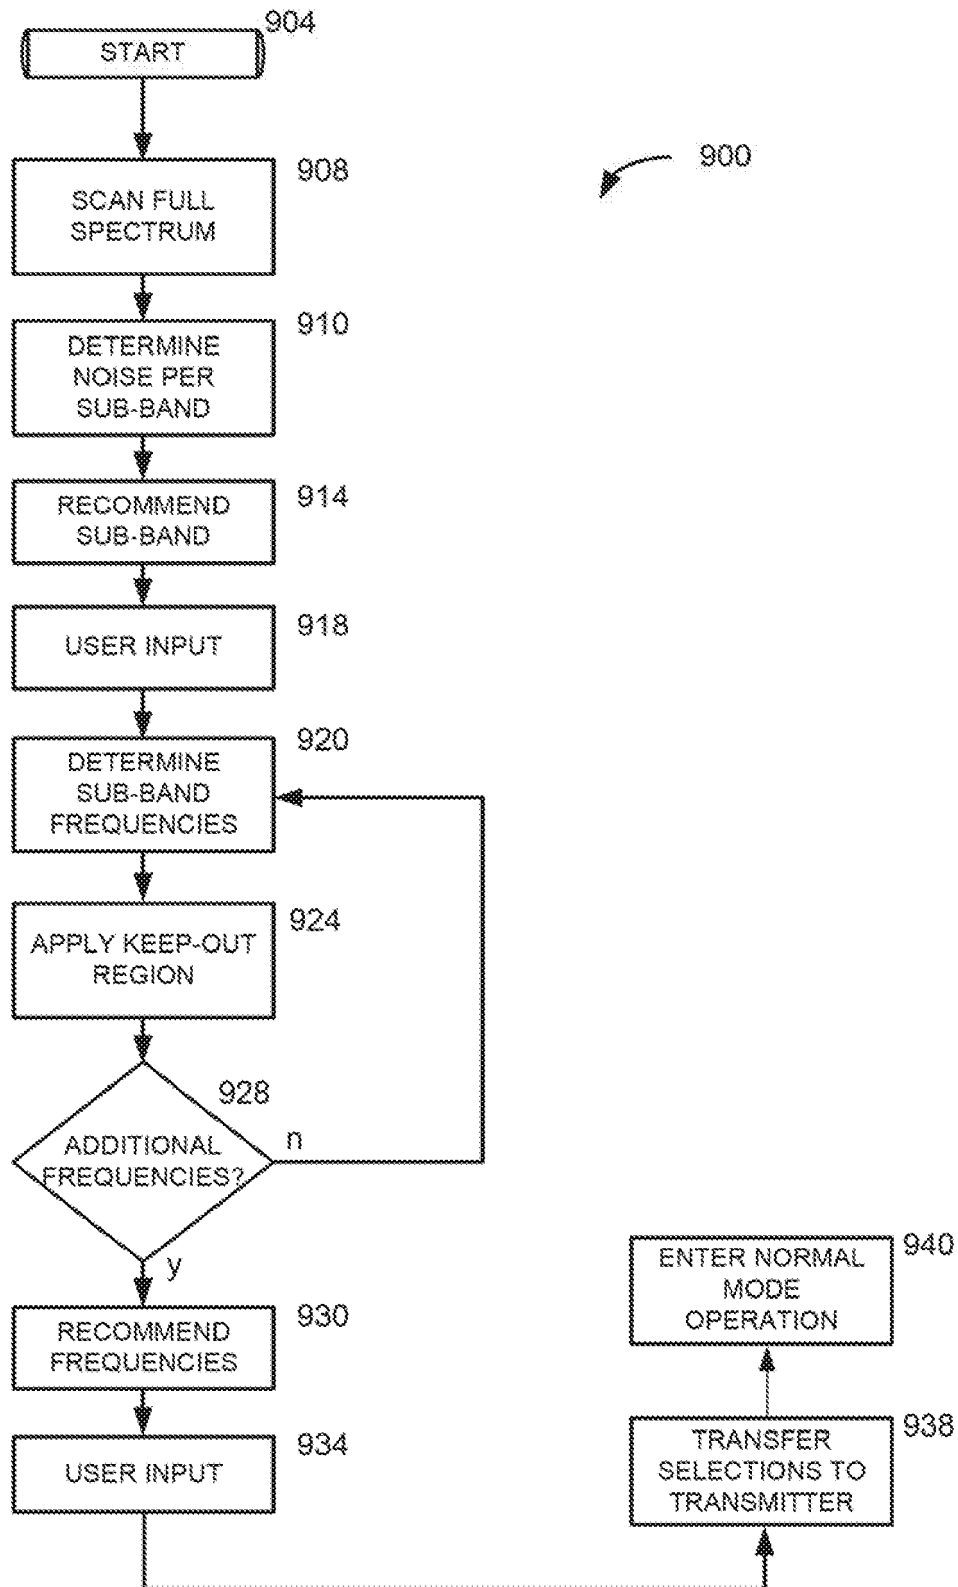 904
START
900
908
SCAN FULL
SPECTRUM
910
DETERMINE
NOISE PER
SUB-BAND
914
RECOMMEND
SUB-BAND
918
USER INPUT
920
DETERMINE
SUB-BAND
FREQUENCIES
924
APPLY KEEP-OUT
REGION
928
ADDITIONAL
FREQUENCIES?
n
y
930
RECOMMEND
FREQUENCIES
934
USER INPUT
938
TRANSFER
SELECTIONS TO
TRANSMITTER
940
ENTER NORMAL
MODE
OPERATION